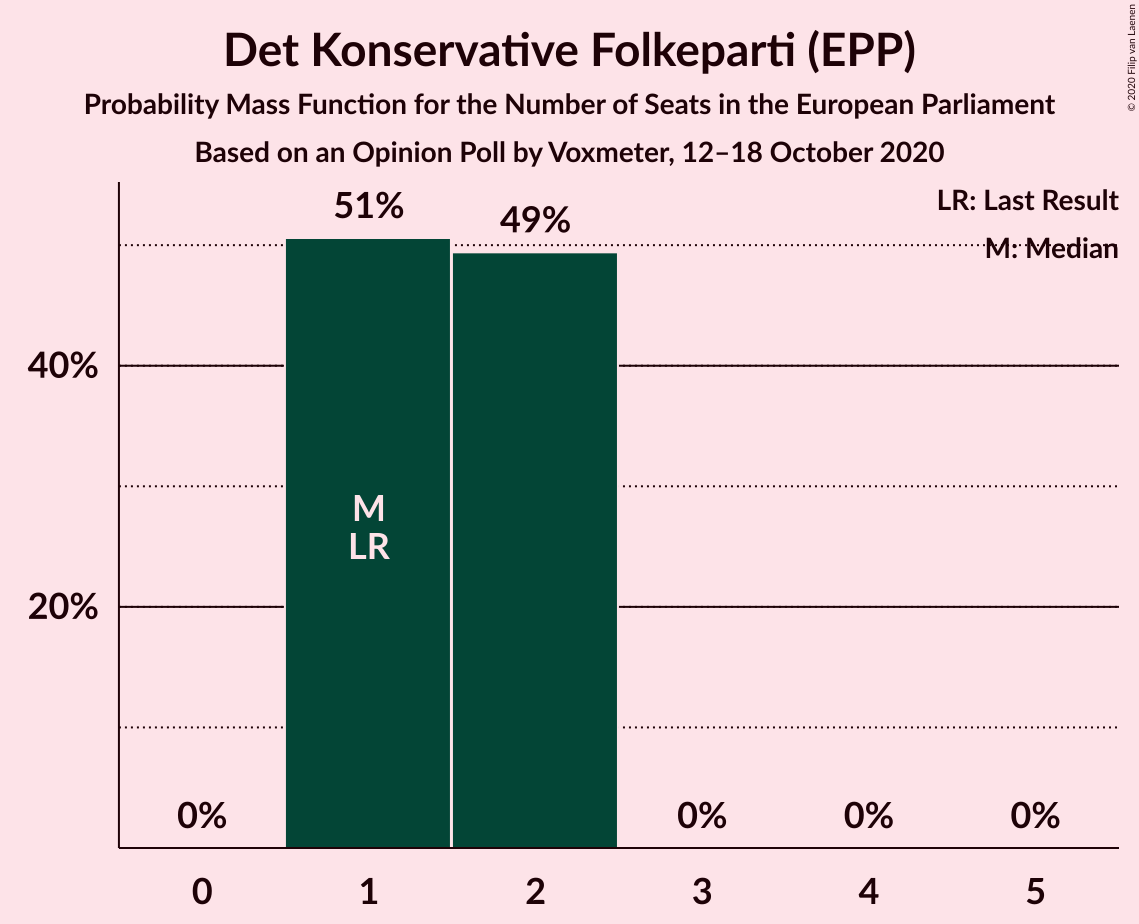 Det Konservative Folkeparti (EPP)
Probability Mass Function for the Number of Seats in the European Parliament
Based on an Opinion Poll by Voxmeter, 12–18 October 2020
© 2020 Filip van Laenen
LR: Last Result
M: Median
51%
49%
40%
20%
M
LR
0%
0%
0%
0%
0
1
2
3
4
5